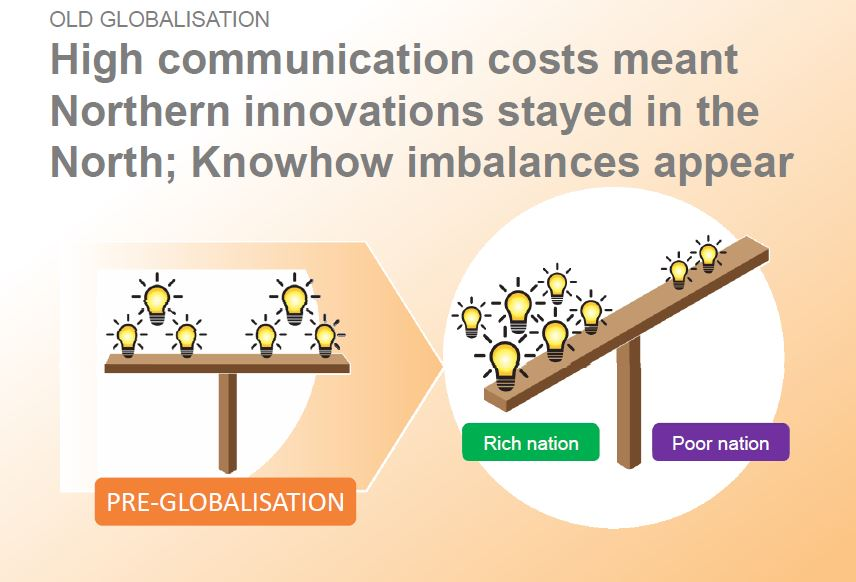 OLD GLOBALISATION
High communication costs meant
Northern innovations stayed in the
North; Knowhow imbalances appear
Rich nation
Poor nation
PRE-GLOBALISATION